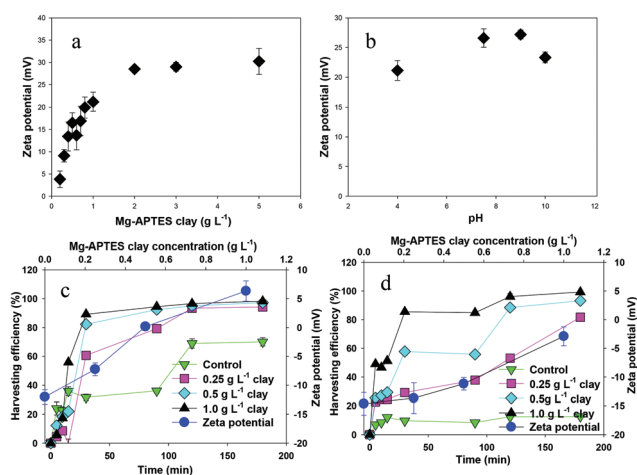 a
Zeta potential (mV)
40
35
30
25
20
15
10
5
0
0 1 2 3 4 5 6
Mg-APTES clay (g L⁻¹)
b
Zeta potential (mV)
30
25
20
15
10
5
0
2 4 6 8 10 12
pH
Mg-APTES clay concentration (g L⁻¹)
0.0 0.2 0.4 0.6 0.8 1.0 1.2
c
Harvesting efficiency (%)
120
100
80
60
40
20
0
10
5
0
-5
-10
-15
-20
Zeta potential (mV)
Control
0.25 g L⁻¹ clay
0.5 g L⁻¹ clay
1.0 g L⁻¹ clay
Zeta potential
0 50 100 150 200
Time (min)
Mg-APTES clay concentration (g L⁻¹)
0.0 0.2 0.4 0.6 0.8 1.0 1.2
d
Harvesting efficiency (%)
120
100
80
60
40
20
0
10
5
0
-5
-10
-15
-20
Zeta potential (mV)
Control
0.25 g L⁻¹ clay
0.5 g L⁻¹ clay
1.0 g L⁻¹ clay
Zeta potential
0 50 100 150 200
Time (min)